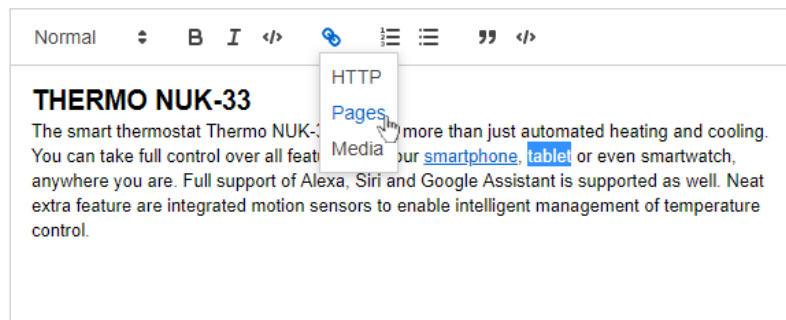 Normal
HTTP
Pages
Media
THERMO NUK-33
The smart thermostat Thermo NUK-3 more than just automated heating and cooling.
You can take full control over all feat our smartphone, tablet or even smartwatch,
anywhere you are. Full support of Alexa, Siri and Google Assistant is supported as well. Neat
extra feature are integrated motion sensors to enable intelligent management of temperature
control.